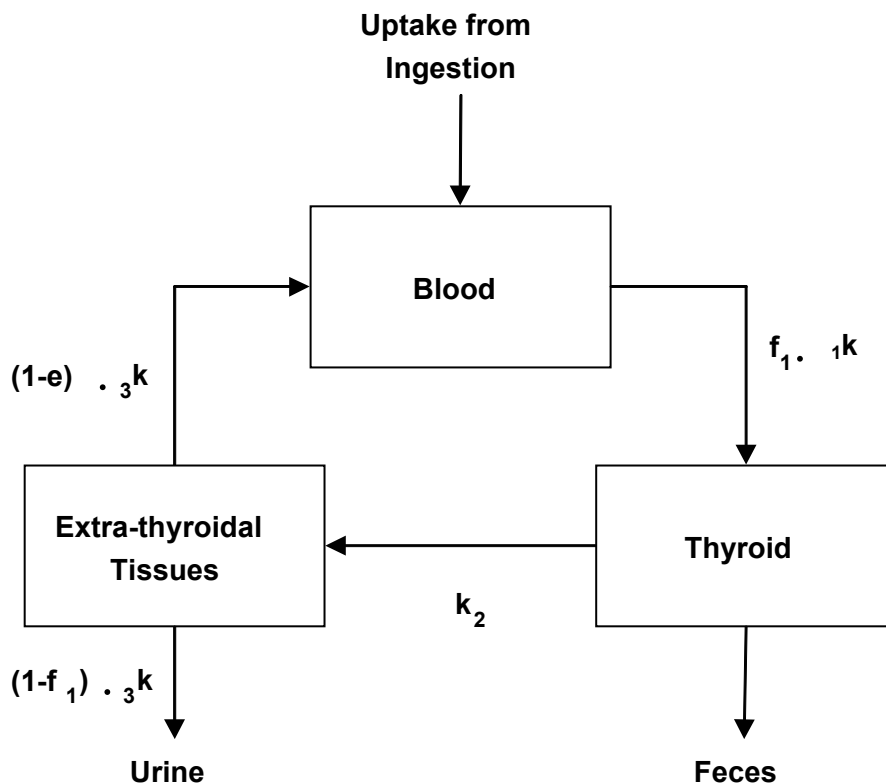 Uptake from
Ingestion
Blood
f₁ . ₁k
(1-e) . ₃k
Extra-thyroidal
Tissues
Thyroid
k₂
(1-f ₁) . ₃k
Urine
Feces